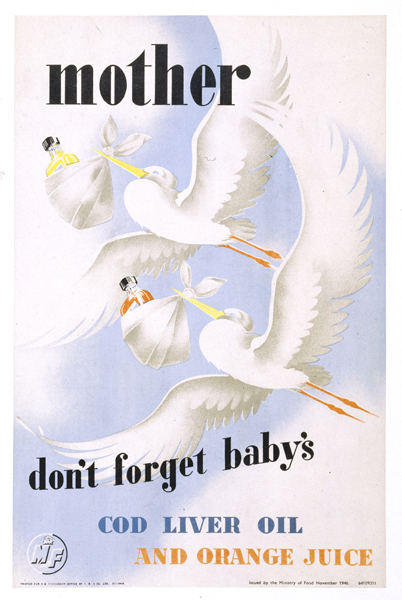 mother
don't forget baby's
COD LIVER OIL
AND ORANGE JUICE
MF
Issued by the Ministry of Food November 1946